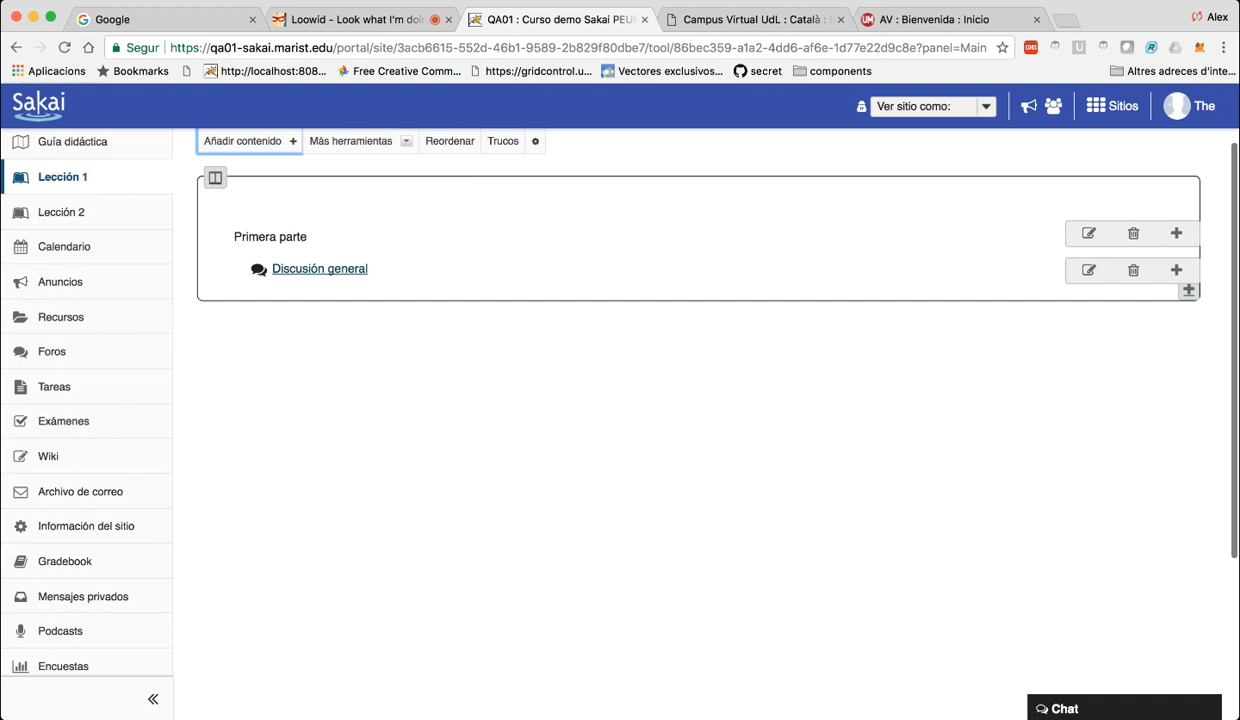 Google
Loowid - Look what I'm doin
QA01 : Curso demo Sakai PEU
Campus Virtual UdL : Català :
AV : Bienvenida : Inicio
Alex
Segur
https://qa01-sakai.marist.edu/portal/site/3acb6615-552d-46b1-9589-2b829f80dbe7/tool/86bec359-a1a2-4dd6-af6e-1d77e22d9c8e?panel=Main
Aplicacions
Bookmarks
http://localhost:808...
Free Creative Comm...
https://gridcontrol.u...
Vectores exclusivos...
secret
components
Altres adreces d'inte...
Sakai
Ver sitio como:
Sitios
The
Guía didáctica
Lección 1
Lección 2
Calendario
Anuncios
Recursos
Foros
Tareas
Exámenes
Wiki
Archivo de correo
Información del sitio
Gradebook
Mensajes privados
Podcasts
Encuestas
Añadir contenido +
Más herramientas
Reordenar
Trucos
Primera parte
Discusión general
Chat